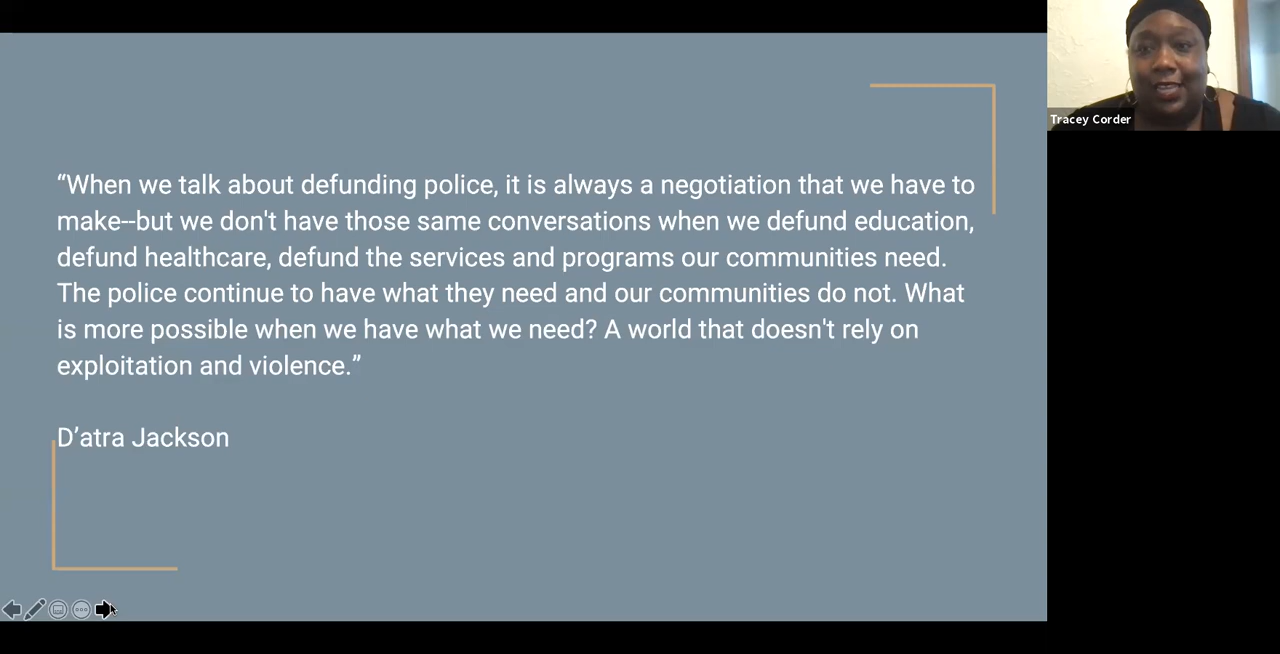 “When we talk about defunding police, it is always a negotiation that we have to
make--but we don't have those same conversations when we defund education,
defund healthcare, defund the services and programs our communities need.
The police continue to have what they need and our communities do not. What
is more possible when we have what we need? A world that doesn't rely on
exploitation and violence.”
D’atra Jackson
Tracey Corder